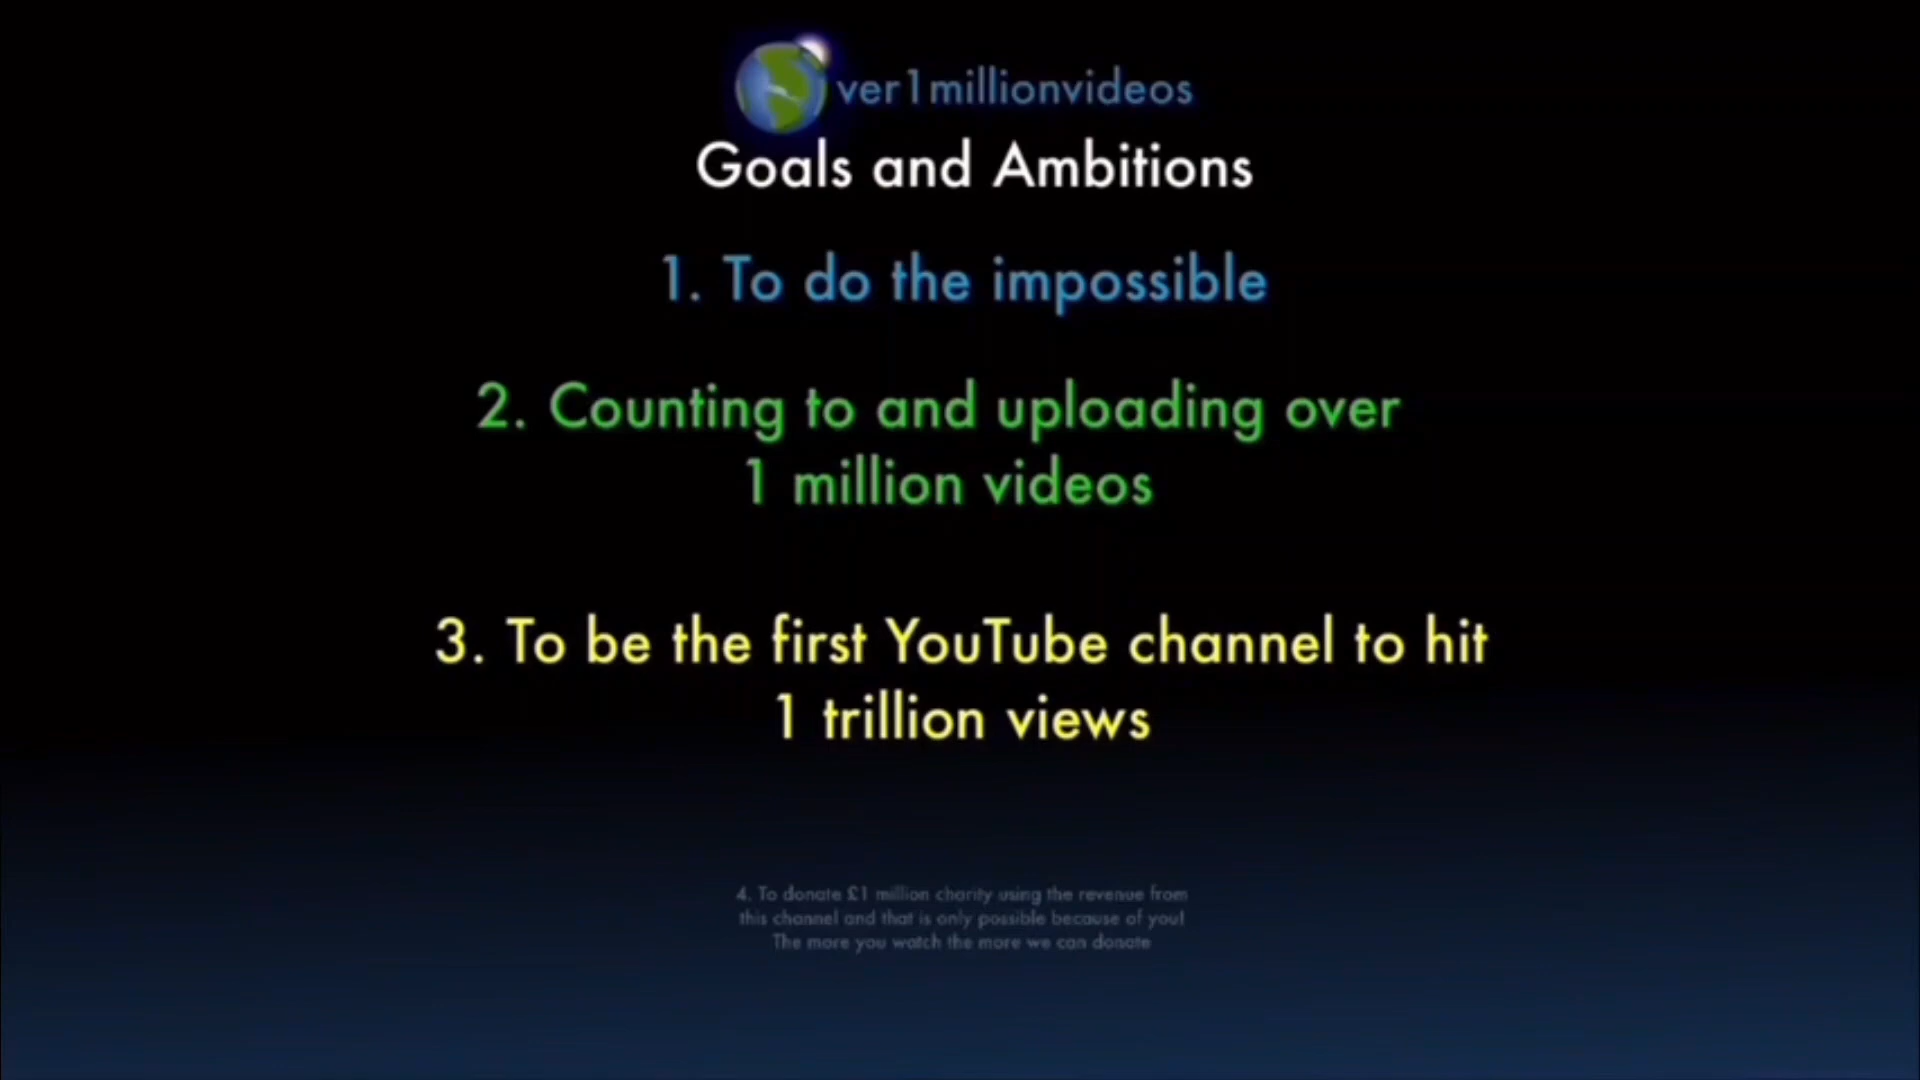 ver1millionvideos
Goals and Ambitions
1. To do the impossible
2. Counting to and uploading over
1 million videos
3. To be the first YouTube channel to hit
1 trillion views
4. To donate £1 million charity using the revenue from
this channel and that is only possible because of you!
The more you watch the more we can donate